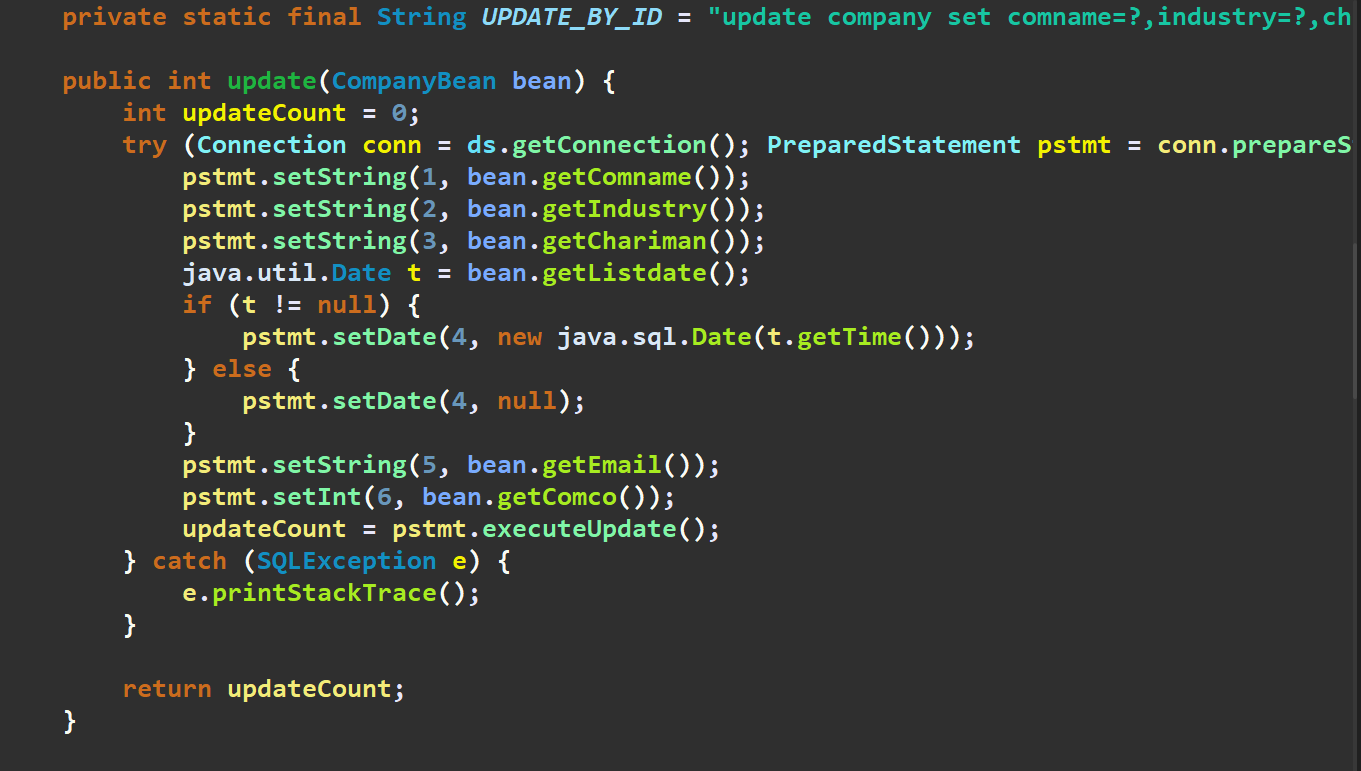 private static final String UPDATE_BY_ID = "update company set comname=?,industry=?,ch
public int update(CompanyBean bean) {
int updateCount = 0;
try (Connection conn = ds.getConnection(); PreparedStatement pstmt = conn.prepareS
pstmt.setString(1, bean.getComname());
pstmt.setString(2, bean.getIndustry());
pstmt.setString(3, bean.getChariman());
java.util.Date t = bean.getListdate();
if (t != null) {
pstmt.setDate(4, new java.sql.Date(t.getTime()));
} else {
pstmt.setDate(4, null);
}
pstmt.setString(5, bean.getEmail());
pstmt.setInt(6, bean.getComco());
updateCount = pstmt.executeUpdate();
} catch (SQLException e) {
e.printStackTrace();
}
return updateCount;
}